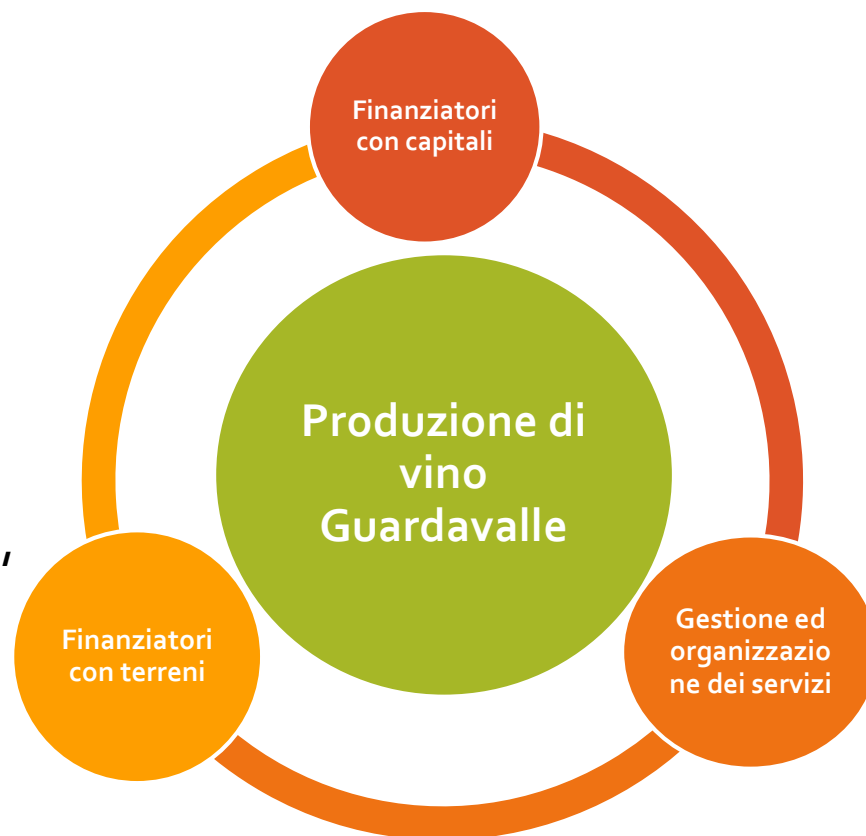 Finanziatori
con capitali
Produzione di
vino
Guardavalle
Finanziatori
con terreni
Gestione ed
organizzazio
ne dei servizi